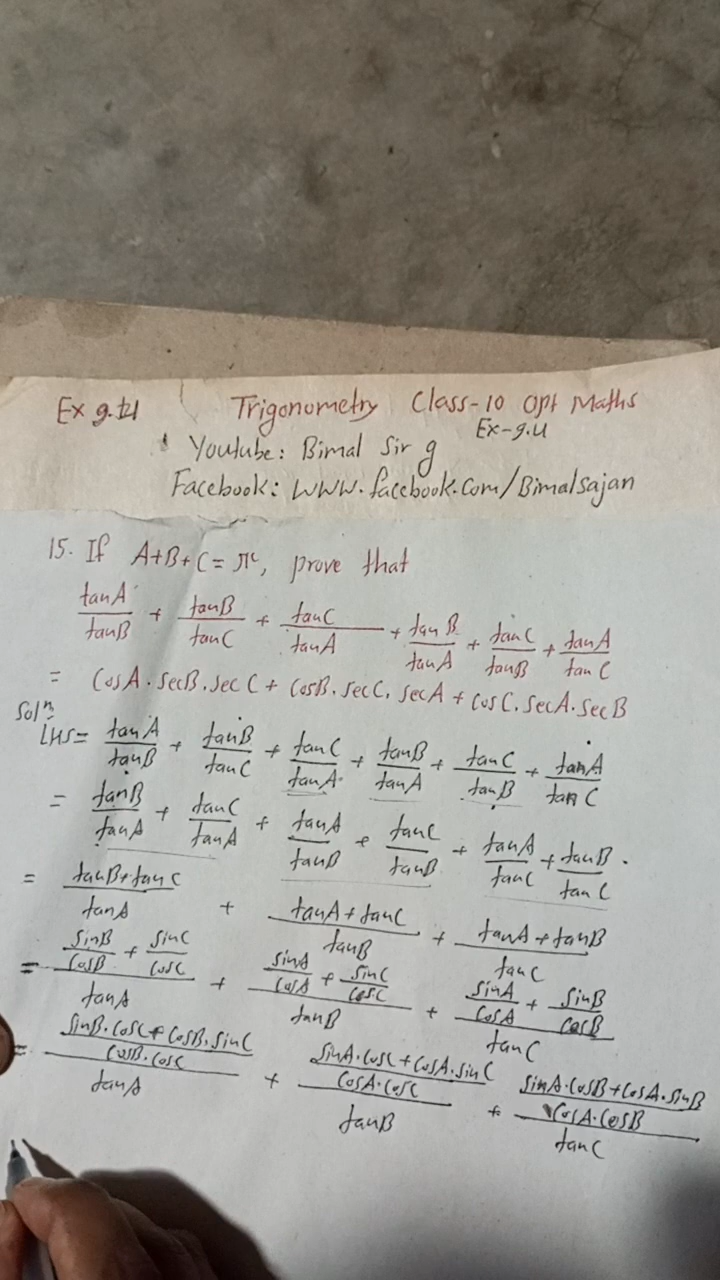 Ex 9.4 Trigonometry Class-10 Opt Maths
Ex-9.4
Youtube: Bimal Sir g
Facebook: WWW.facebook.Com/Bimalsajan
15. If A+B+C = πᶜ, prove that
tanA/tanB + tanB/tanC + tanC/tanA + tanB/tanA + tanC/tanB + tanA/tanC
= CosA.secB.secC + CosB.secC.secA + CosC.secA.secB
Solⁿ
LHS= tanA/tanB + tanB/tanC + tanC/tanA + tanB/tanA + tanC/tanB + tanA/tanC
= tanB/tanA + tanC/tanA + tanA/tanB + tanC/tanB + tanA/tanC + tanB/tanC.
= (tanB+tanC)/tanA + (tanA+tanC)/tanB + (tanA+tanB)/tanC
= (SinB/CosB + SinC/CosC)/tanA + (SinA/CosA + SinC/CosC)/tanB + (SinA/CosA + SinB/CosB)/tanC
= ((SinB.CosC+CosB.SinC)/(CosB.CosC))/tanA + ((SinA.CosC+CosA.SinC)/(CosA.CosC))/tanB + ((SinA.CosB+CosA.SinB)/(CosA.CosB))/tanC